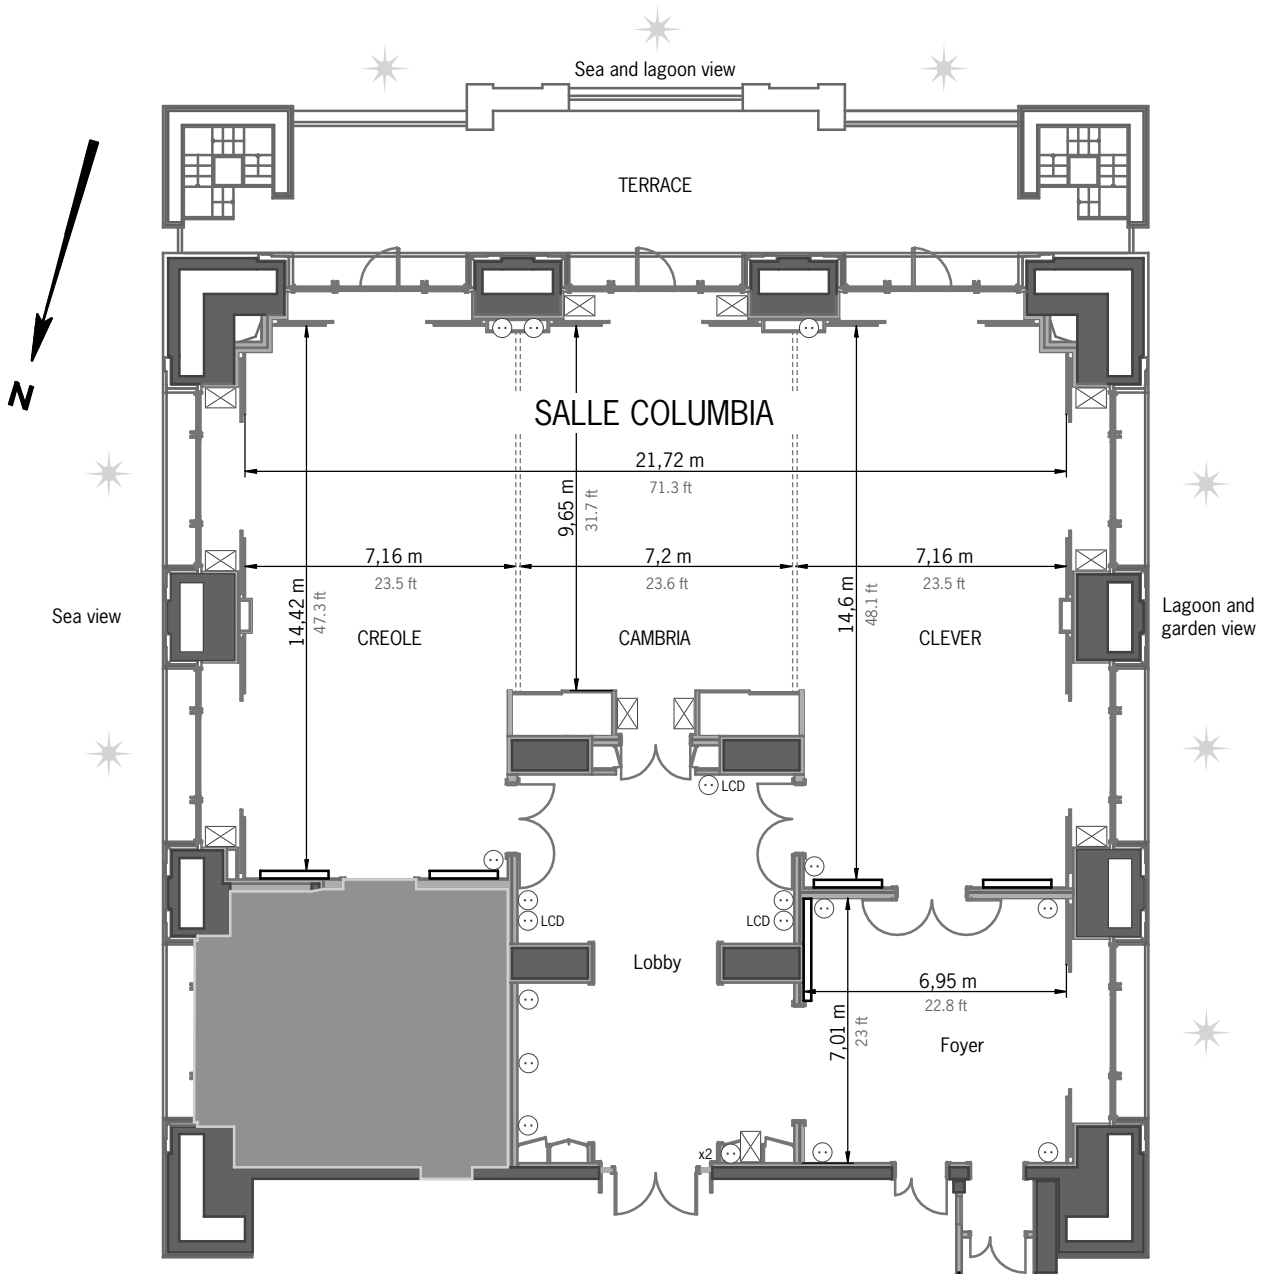 Sea and lagoon view
TERRACE
N
SALLE COLUMBIA
21,72 m
71.3 ft
9,65 m
31.7 ft
7,16 m
23.5 ft
7,2 m
23.6 ft
7,16 m
23.5 ft
14,42 m
47.3 ft
14,6 m
48.1 ft
Sea view
CREOLE
CAMBRIA
CLEVER
Lagoon and
garden view
LCD
LCD
LCD
Lobby
6,95 m
22.8 ft
7,01 m
23 ft
Foyer
x2